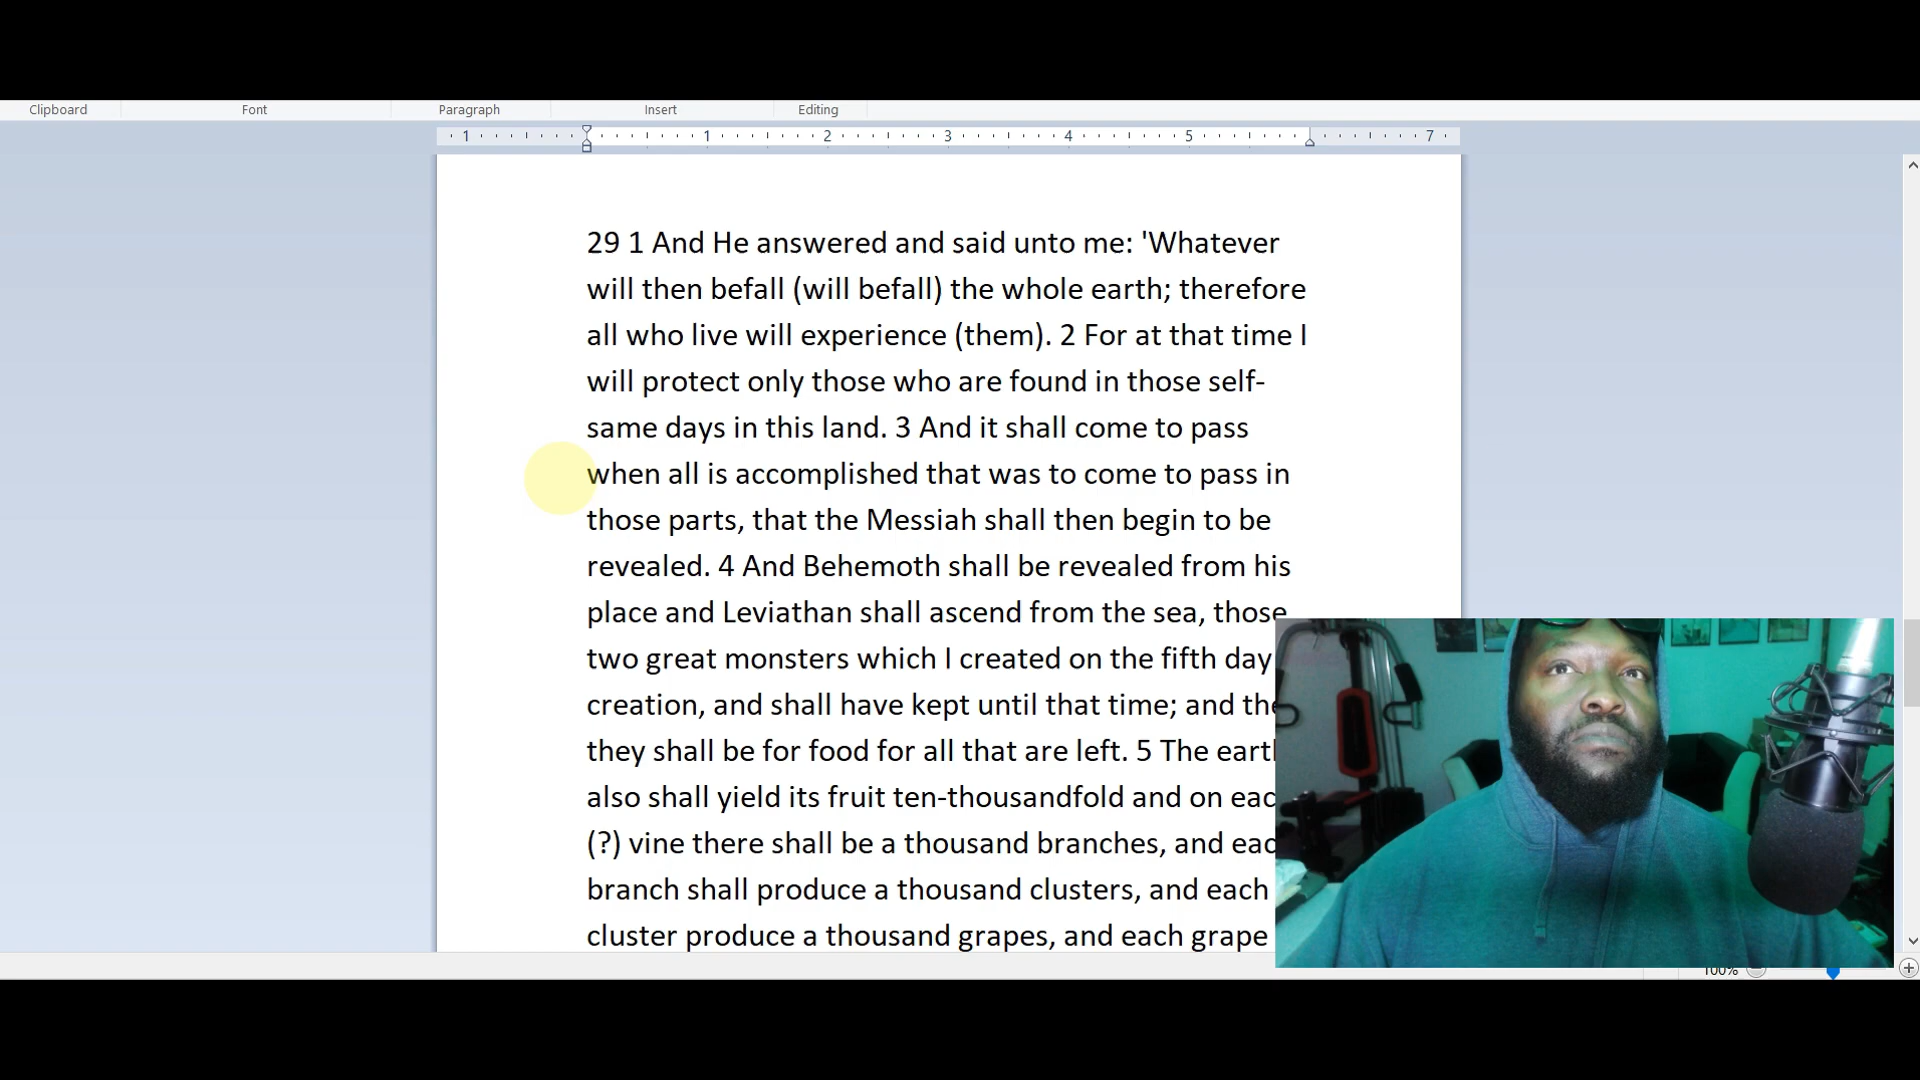 Clipboard Font Paragraph Insert Editing
1 1 2 3 4 5 7
29 1 And He answered and said unto me: 'Whatever
will then befall (will befall) the whole earth; therefore
all who live will experience (them). 2 For at that time I
will protect only those who are found in those self-
same days in this land. 3 And it shall come to pass
when all is accomplished that was to come to pass in
those parts, that the Messiah shall then begin to be
revealed. 4 And Behemoth shall be revealed from his
place and Leviathan shall ascend from the sea, those
two great monsters which I created on the fifth day
creation, and shall have kept until that time; and
they shall be for food for all that are left. 5 The
also shall yield its fruit ten-thousandfold and on
(?) vine there shall be a thousand branches, and
branch shall produce a thousand clusters, and each
cluster produce a thousand grapes, and each grape
100%